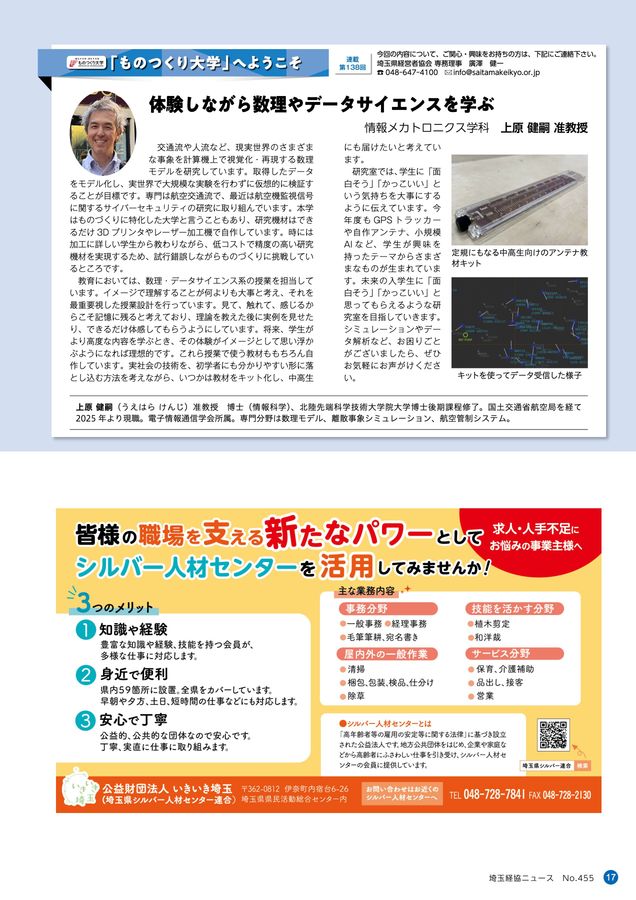 ものつくり大学
「ものつくり大学」へようこそ
連載
第138回
今回の内容について、ご関心・興味をお持ちの方は、下記にご連絡下さい。
埼玉県経営者協会 専務理事　廣澤　健一
☎ 048-647-4100　✉info@saitamakeikyo.or.jp
体験しながら数理やデータサイエンスを学ぶ
情報メカトロニクス学科　上原 健嗣 准教授
交通流や人流など、現実世界のさまざま
な事象を計算機上で視覚化・再現する数理
モデルを研究しています。取得したデータ
をモデル化し、実世界で大規模な実験を行わずに仮想的に検証す
ることが目標です。専門は航空交通流で、最近は航空機監視信号
に関するサイバーセキュリティの研究に取り組んでいます。本学
はものづくりに特化した大学と言うこともあり、研究機材はでき
るだけ3Dプリンタやレーザー加工機で自作しています。時には
加工に詳しい学生から教わりながら、低コストで精度の高い研究
機材を実現するため、試行錯誤しながらものづくりに挑戦してい
るところです。
教育においては、数理・データサイエンス系の授業を担当して
います。イメージで理解することが何よりも大事と考え、それを
最重要視した授業設計を行っています。見て、触れて、感じるか
らこそ記憶に残ると考えており、理論を教えた後に実例を見せた
り、できるだけ体感してもらうようにしています。将来、学生が
より高度な内容を学ぶとき、その体験がイメージとして思い浮か
ぶようになれば理想的です。これら授業で使う教材ももちろん自
作しています。実社会の技術を、初学者にも分かりやすい形に落
とし込む方法を考えながら、いつかは教材をキット化し、中高生
にも届けたいと考えてい
ます。
研究室では、学生に「面
白そう」「かっこいい」と
いう気持ちを大事にする
ように伝えています。今
年度もGPSトラッカー
や自作アンテナ、小規模
AIなど、学生が興味を
持ったテーマからさまざ
まなものが生まれていま
す。未来の入学生に「面
白そう」「かっこいい」と
思ってもらえるような研
究室を目指していきます。
シミュレーションやデー
タ解析など、お困りごと
がございましたら、ぜひ
お気軽にお声がけくださ
い。
定規にもなる中高生向けのアンテナ教
材キット
キットを使ってデータ受信した様子
上原 健嗣（うえはら けんじ）准教授　博士（情報科学）、北陸先端科学技術大学院大学博士後期課程修了。国土交通省航空局を経て
2025年より現職。電子情報通信学会所属。専門分野は数理モデル、離散事象シミュレーション、航空管制システム。
皆様の職場を支える新たなパワーとして
シルバー人材センターを活用してみませんか!
求人・人手不足に
お悩みの事業主様へ
3つのメリット
1 知識や経験
豊富な知識や経験、技能を持つ会員が、
多様な仕事に対応します。
2 身近で便利
県内59箇所に設置。全県をカバーしています。
早朝や夕方、土日、短時間の仕事などにも対応します。
3 安心で丁寧
公益的、公共的な団体なので安心です。
丁寧、実直に仕事に取り組みます。
主な業務内容
事務分野
●一般事務 ●経理事務
●毛筆筆耕、宛名書き
屋内外の一般作業
●清掃
●梱包、包装、検品、仕分け
●除草
技能を活かす分野
●植木剪定
●和洋裁
サービス分野
●保育、介護補助
●品出し、接客
●営業
●シルバー人材センターとは
「高年齢者等の雇用の安定等に関する法律」に基づき設立
された公益法人です。地方公共団体をはじめ、企業や家庭な
どから高齢者にふさわしい仕事を引き受け、シルバー人材セ
ンターの会員に提供しています。
埼玉県シルバー連合 検索
いきいき
埼玉
公益財団法人 いきいき埼玉
（埼玉県シルバー人材センター連合）
〒362-0812 伊奈町内宿台6-26
埼玉県県民活動総合センター内
お問い合わせはお近くの
シルバー人材センターへ
TEL 048-728-7841 FAX 048-728-2130
埼玉経協ニュース　No.455　17